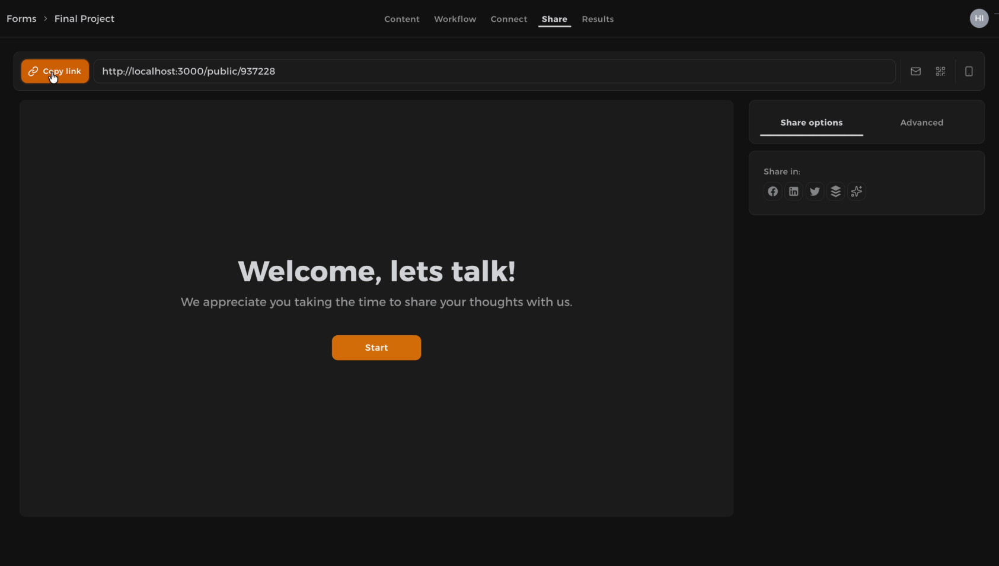 Forms > Final Project
Content Workflow Connect Share Results
HI
Copy link
http://localhost:3000/public/937228
Share options Advanced
Share in:
Welcome, lets talk!
We appreciate you taking the time to share your thoughts with us.
Start